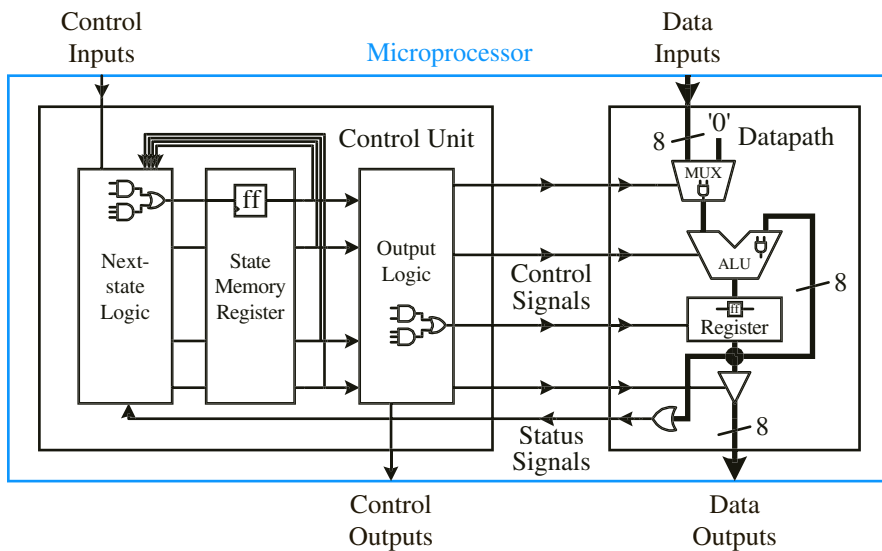 Control
Inputs
Microprocessor
Data
Inputs
Control Unit
8
'0'
Datapath
MUX
ff
Next-
state
Logic
State
Memory
Register
Output
Logic
Control
Signals
ALU
8
ff
Register
Status
Signals
8
Control
Outputs
Data
Outputs